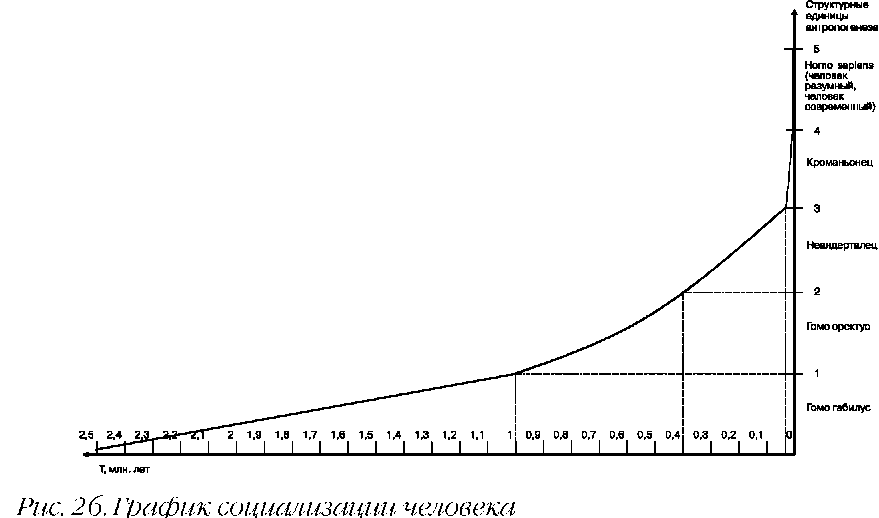 Структурные
единицы
антропогенеза
5
Homo sapiens
(человек
разумный,
человек
современный)
4
Кроманьонец
3
Неандерталец
2
Гомо эректус
1
Гомо габилус
2,5 2,4 2,3 2,2 2,1 2 1,9 1,8 1,7 1,6 1,5 1,4 1,3 1,2 1,1 1 0,9 0,8 0,7 0,6 0,5 0,4 0,3 0,2 0,1 0
Т, млн. лет
Рис. 26. График социализации человека